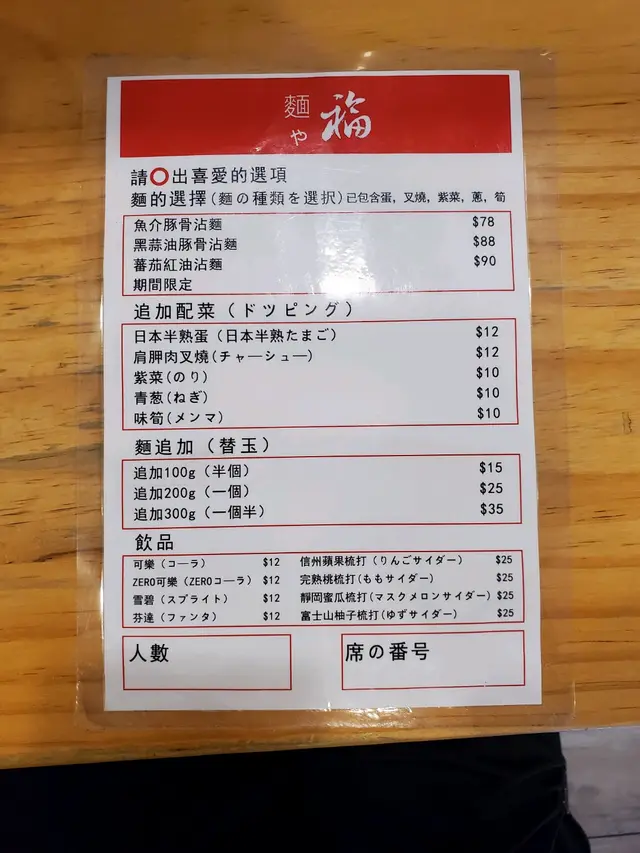 麵や 福
請⭕出喜愛的選項
麵的選擇(麵の種類を選択)已包含蛋, 叉燒, 紫菜, 蔥, 筍
魚介豚骨沾麵 $78
黑蒜油豚骨沾麵 $88
蕃茄紅油沾麵 $90
期間限定
追加配菜（ドツピング）
日本半熟蛋（日本半熟たまご） $12
肩胛肉叉燒(チャーシュー) $12
紫菜(のり) $10
青葱(ねぎ) $10
味筍(メンマ) $10
麵追加（替玉）
追加100g（半個） $15
追加200g（一個） $25
追加300g（一個半） $35
飲品
可樂（コーラ） $12 信州蘋果梳打（りんごサイダー） $25
ZERO可樂（ZEROコーラ） $12 完熟桃梳打(ももサイダー) $25
雪碧（スプライト） $12 靜岡蜜瓜梳打(マスクメロンサイダー) $25
芬達（ファンタ） $12 富士山柚子梳打(ゆずサイダー) $25
人數 席の番号